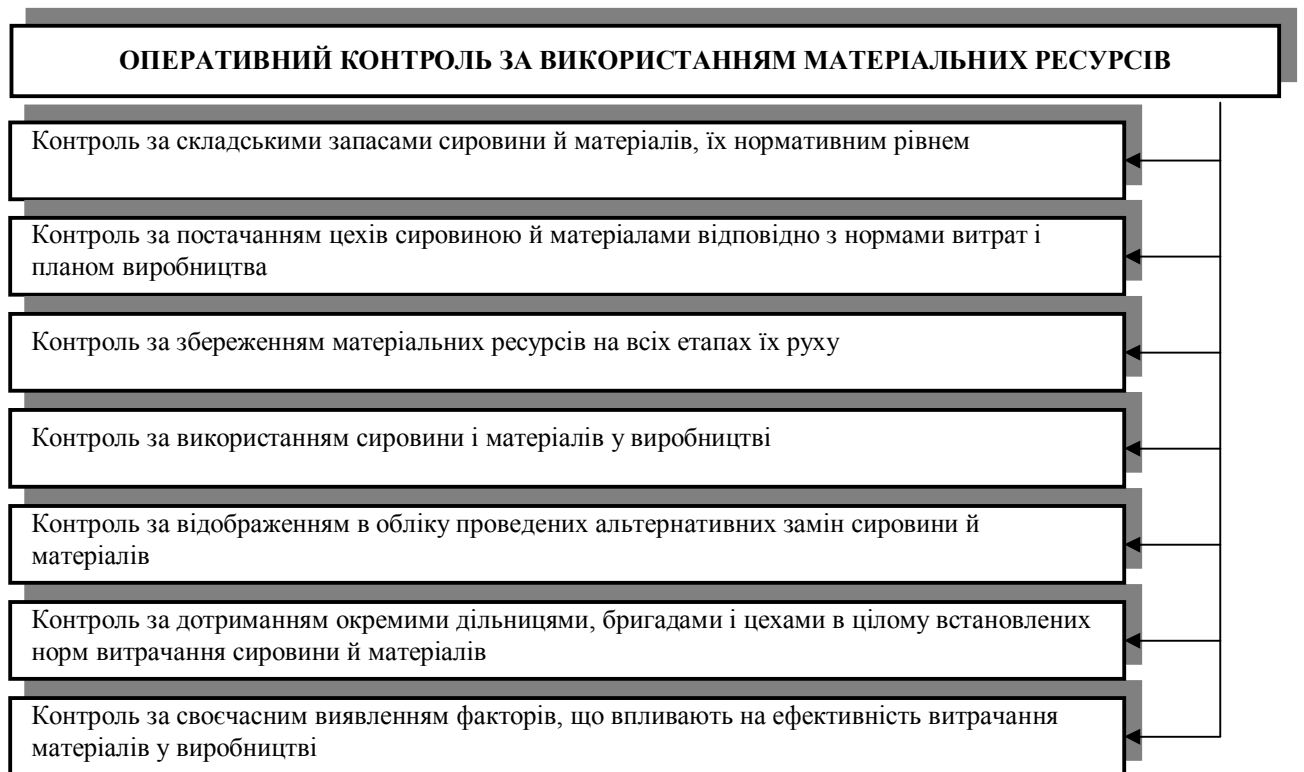 ОПЕРАТИВНИЙ КОНТРОЛЬ ЗА ВИКОРИСТАННЯМ МАТЕРІАЛЬНИХ РЕСУРСІВ
Контроль за складськими запасами сировини й матеріалів, їх нормативним рівнем
Контроль за постачанням цехів сировиною й матеріалами відповідно з нормами витрат і
планом виробництва
Контроль за збереженням матеріальних ресурсів на всіх етапах їх руху
Контроль за використанням сировини і матеріалів у виробництві
Контроль за відображенням в обліку проведених альтернативних замін сировини й
матеріалів
Контроль за дотриманням окремими дільницями, бригадами і цехами в цілому встановлених
норм витрачання сировини й матеріалів
Контроль за своєчасним виявленням факторів, що впливають на ефективність витрачання
матеріалів у виробництві